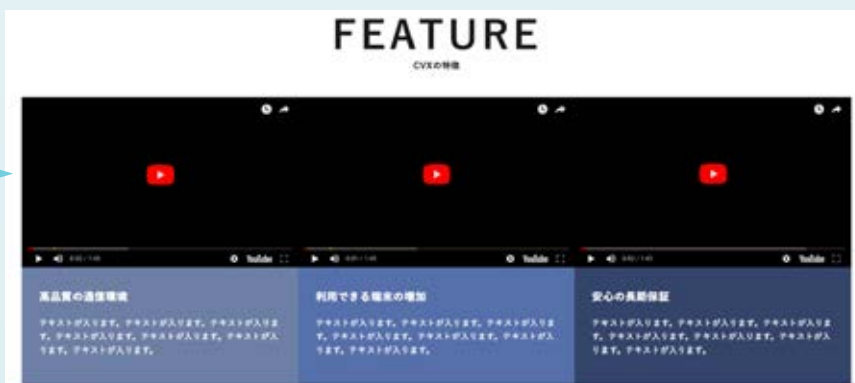 FEATURE
CVXの特徴
YouTube
YouTube
YouTube
高品質の通信環境
テキストが入ります。テキストが入ります。テキストが入りま
す。テキストが入ります。テキストが入ります。テキストが入
ります。テキストが入ります。
利用できる端末の増加
テキストが入ります。テキストが入ります。テキストが入りま
す。テキストが入ります。テキストが入ります。テキストが入
ります。テキストが入ります。
安心の長期保証
テキストが入ります。テキストが入ります。テキストが入りま
す。テキストが入ります。テキストが入ります。テキストが入
ります。テキストが入ります。